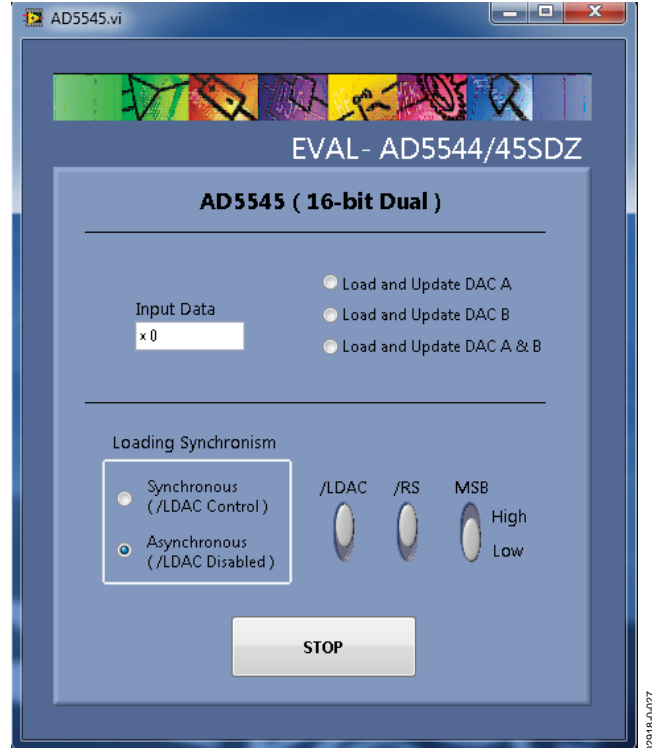 AD5545.vi
EVAL- AD5544/45SDZ
AD5545 ( 16-bit Dual )
Load and Update DAC A
Input Data
Load and Update DAC B
x 0
Load and Update DAC A & B
Loading Synchronism
Synchronous
( /LDAC Control )
/LDAC /RS MSB
High
Asynchronous
( /LDAC Disabled )
Low
STOP
02918-0-027